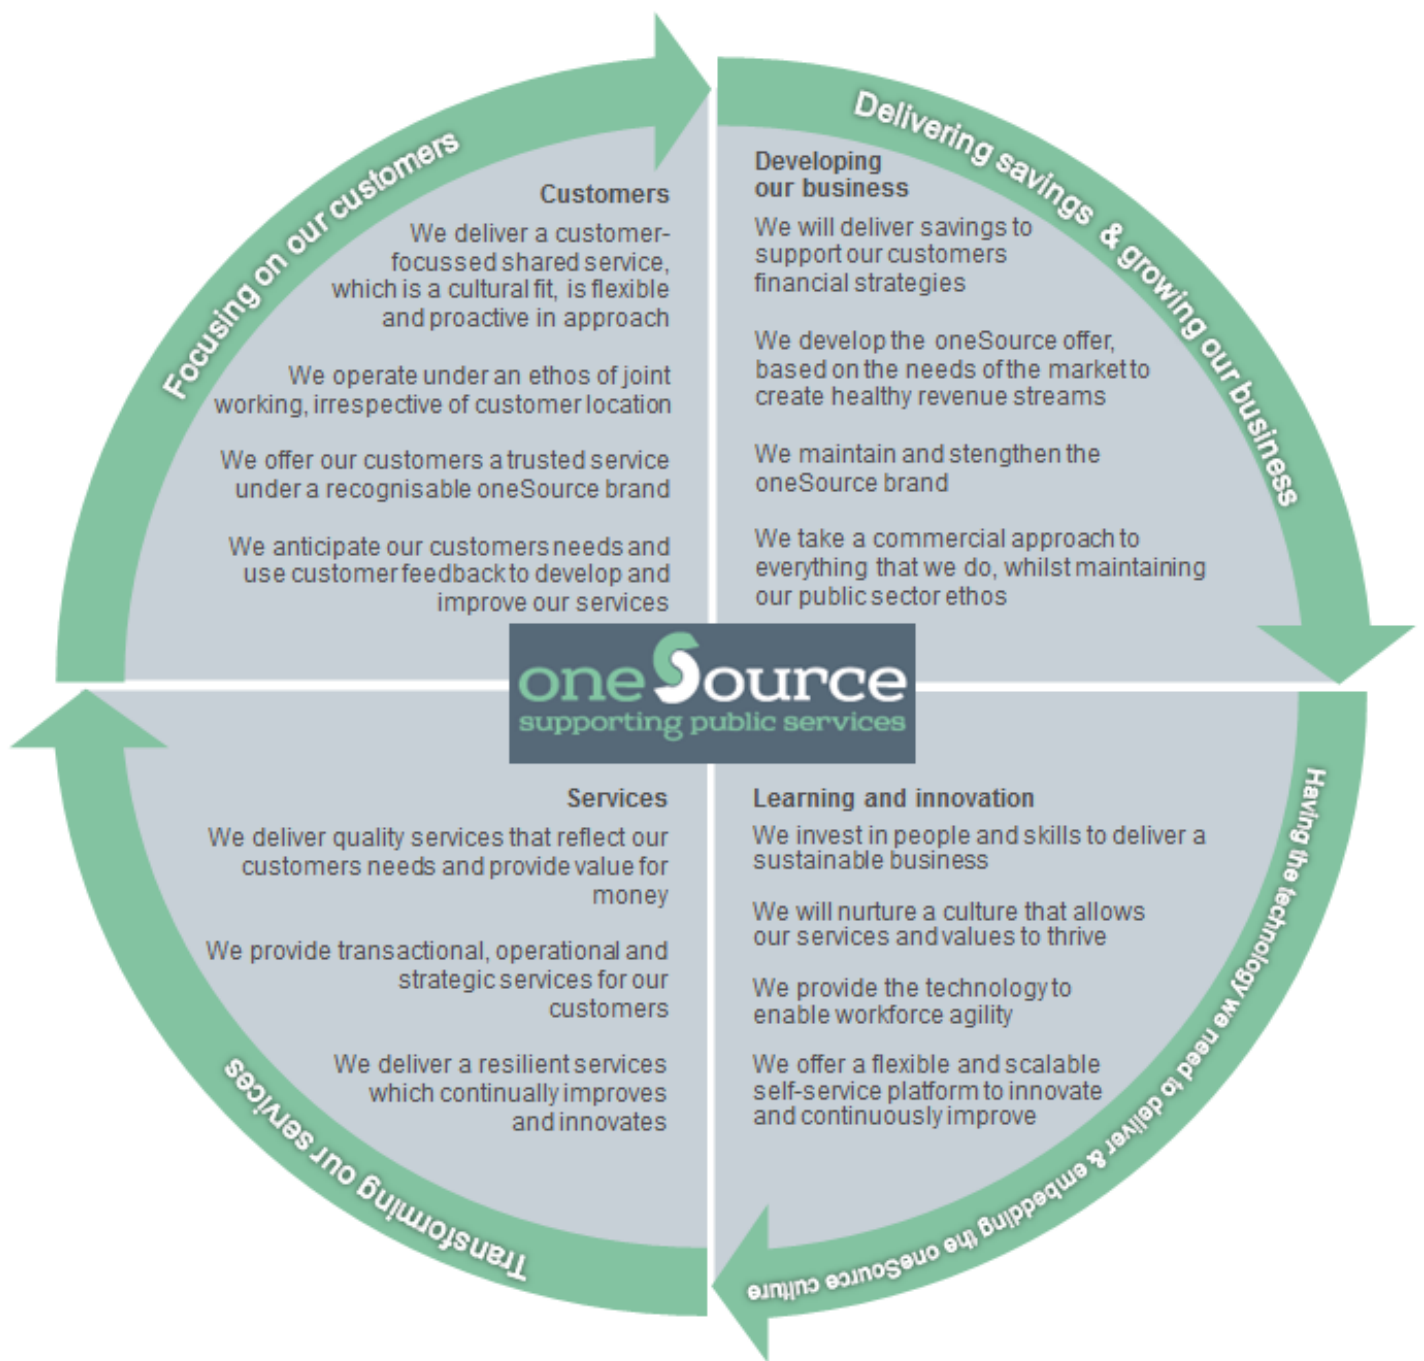 Focusing on our customers
Customers
We deliver a customer-
focussed shared service,
which is a cultural fit, is flexible
and proactive in approach
We operate under an ethos of joint
working, irrespective of customer location
We offer our customers a trusted service
under a recognisable oneSource brand
We anticipate our customers needs and
use customer feedback to develop and
improve our services
Delivering savings & growing our business
Developing
our business
We will deliver savings to
support our customers
financial strategies
We develop the oneSource offer,
based on the needs of the market to
create healthy revenue streams
We maintain and stengthen the
oneSource brand
We take a commercial approach to
everything that we do, whilst maintaining
our public sector ethos
oneSource
supporting public services
Services
We deliver quality services that reflect our
customers needs and provide value for
money
We provide transactional, operational and
strategic services for our
customers
We deliver a resilient services
which continually improves
and innovates
Transforming our services
Learning and innovation
We invest in people and skills to deliver a
sustainable business
We will nurture a culture that allows
our services and values to thrive
We provide the technology to
enable workforce agility
We offer a flexible and scalable
self-service platform to innovate
and continuously improve
Having the technology we need to deliver & embedding the oneSource culture